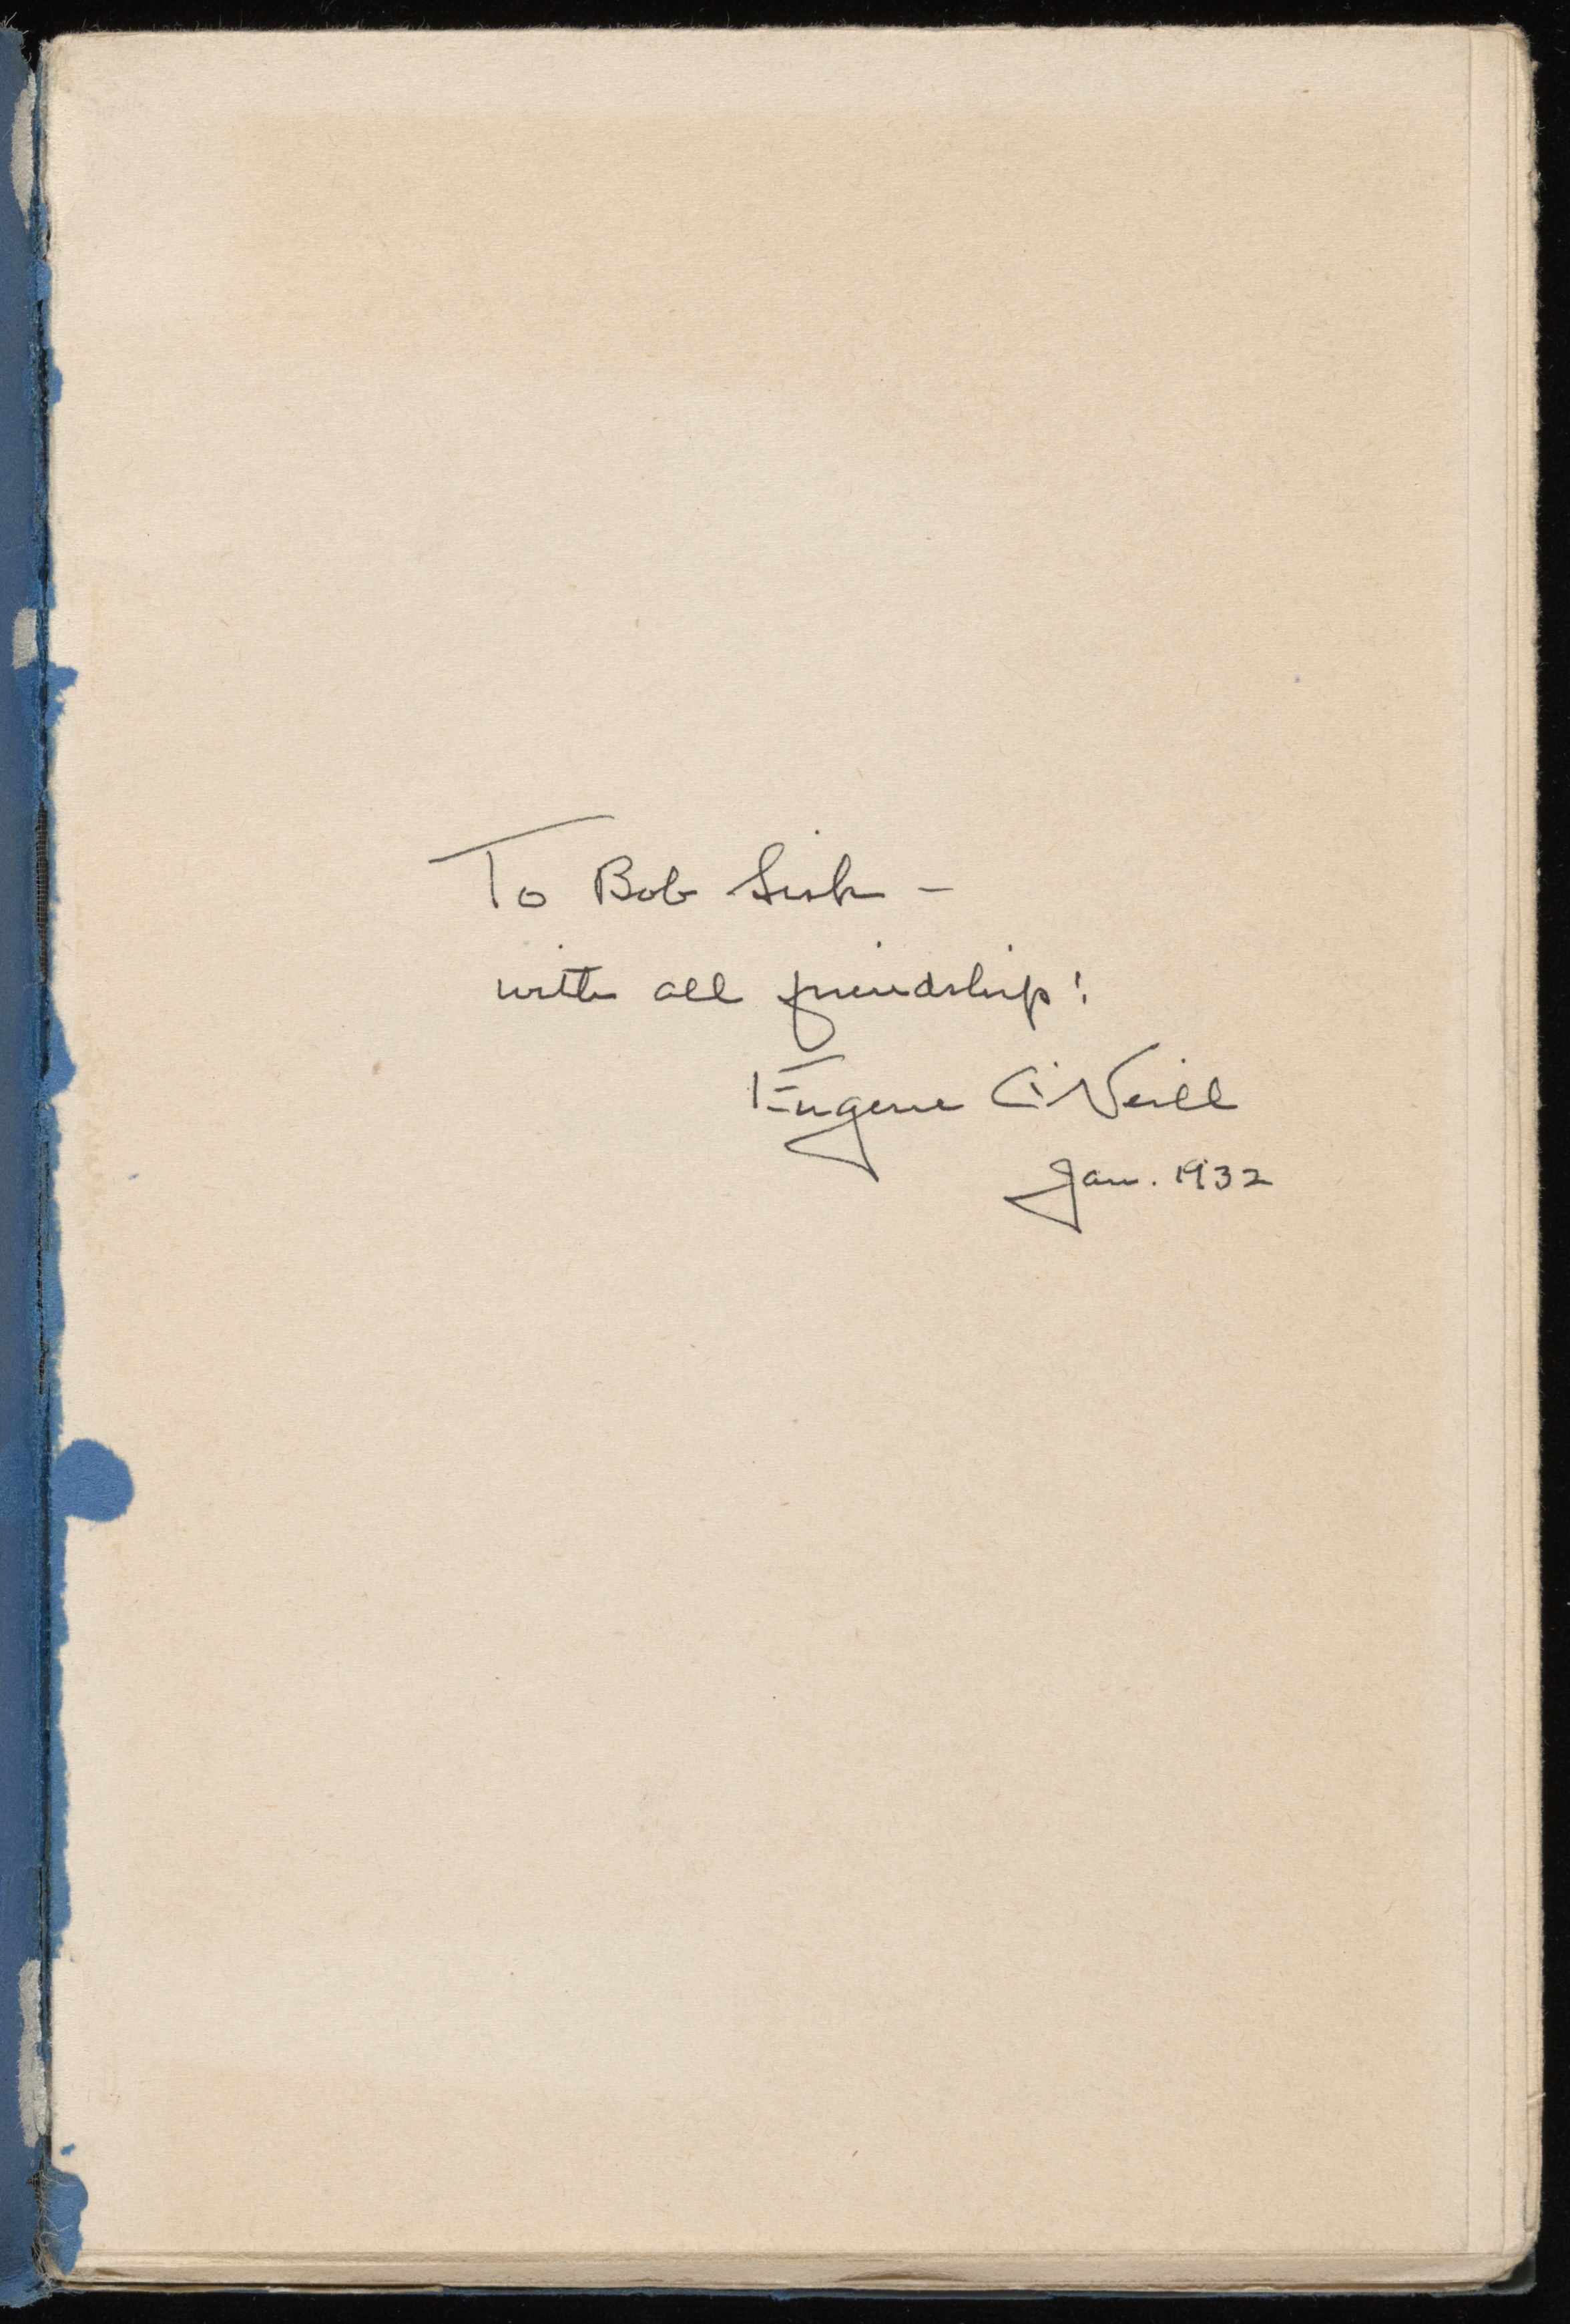 To Bob Sisk –
with all friendship!
Eugene O'Neill
Jan. 1932